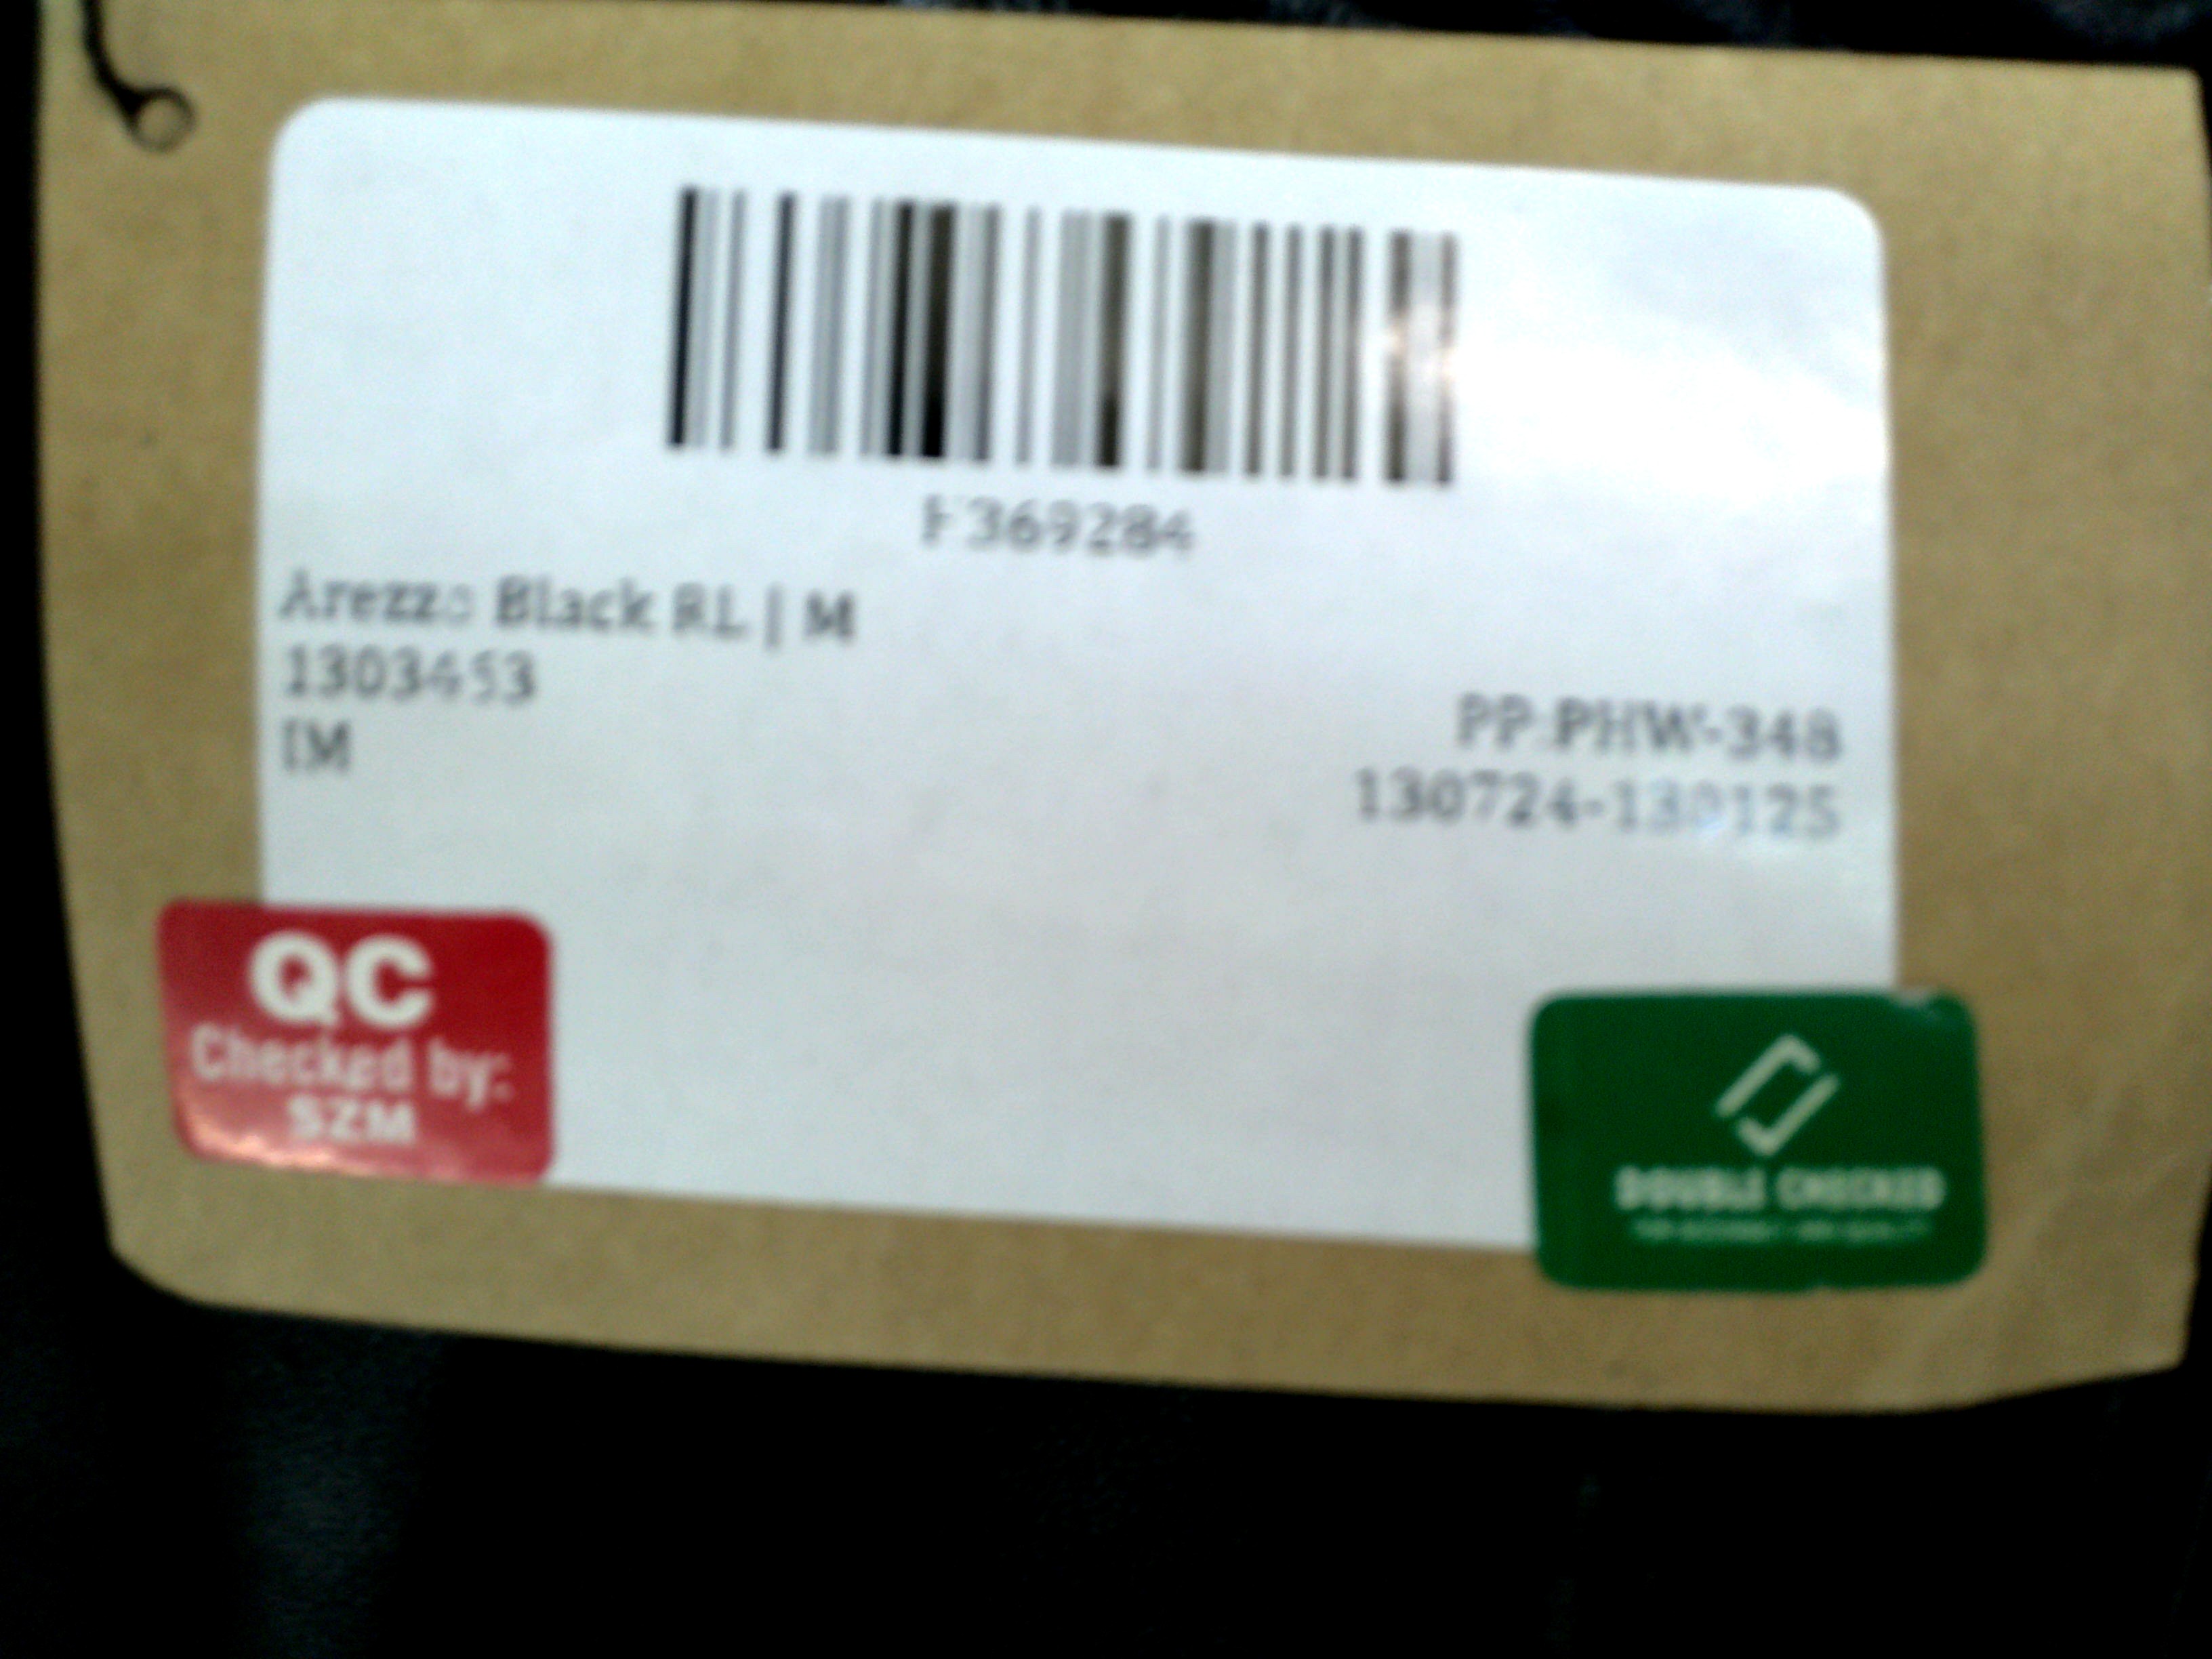 F369284
Arezzo Black RL | M
1303453
IM
PP:PHW-348
130724-130125
QC
Checked by:
SZM
DOUBLE CHECKED